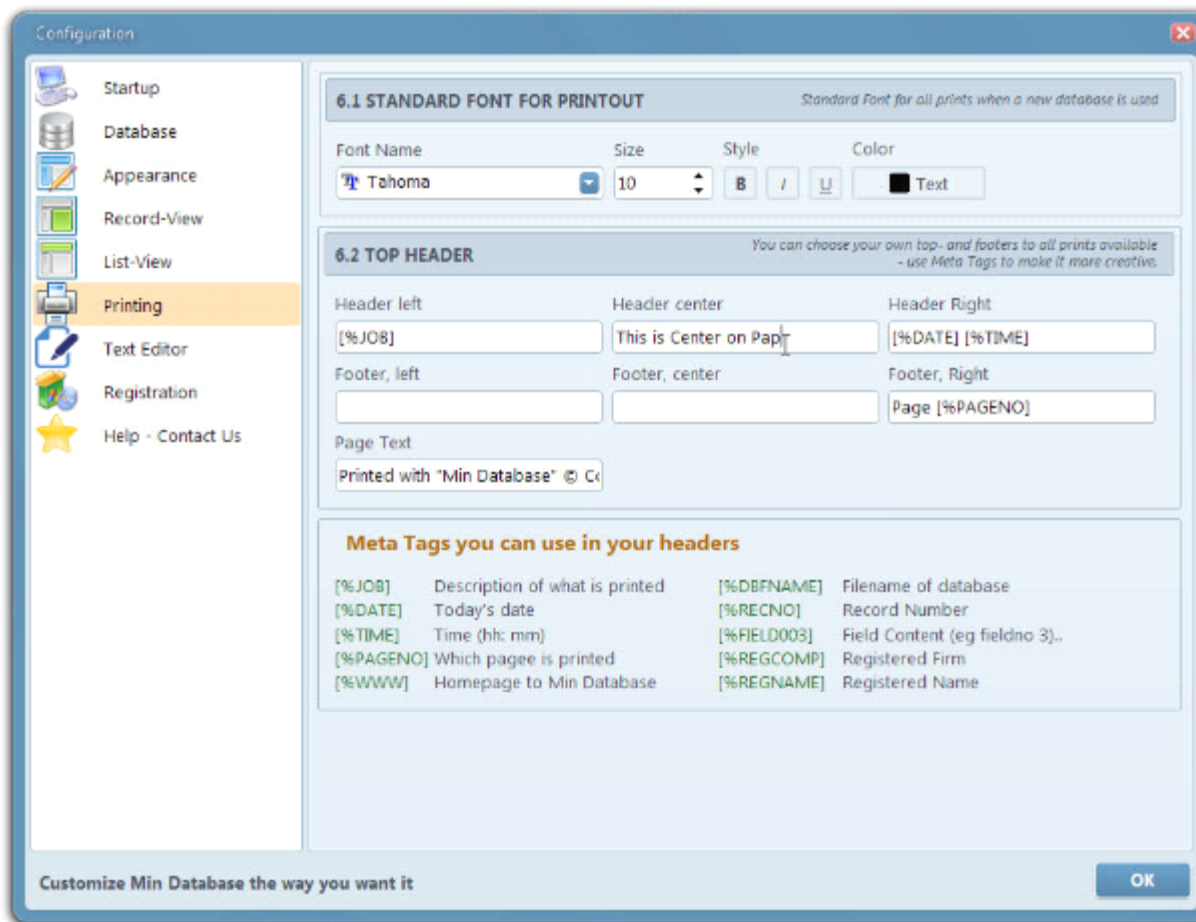 Configuration
Startup
Database
Appearance
Record-View
List-View
Printing
Text Editor
Registration
Help - Contact Us
6.1 STANDARD FONT FOR PRINTOUT
Standard Font for all prints when a new database is used
Font Name Size Style Color
Tahoma 10 B I U Text
6.2 TOP HEADER
You can choose your own top- and footers to all prints available
- use Meta Tags to make it more creative.
Header left Header center Header Right
[%JOB] This is Center on Pap [%DATE] [%TIME]
Footer, left Footer, center Footer, Right
Page [%PAGENO]
Page Text
Printed with "Min Database" ©
Meta Tags you can use in your headers
[%JOB] Description of what is printed [%DBFNAME] Filename of database
[%DATE] Today's date [%RECNO] Record Number
[%TIME] Time (hh: mm) [%FIELD003] Field Content (eg fieldno 3)..
[%PAGENO] Which pagee is printed [%REGCOMP] Registered Firm
[%WWW] Homepage to Min Database [%REGNAME] Registered Name
Customize Min Database the way you want it
OK